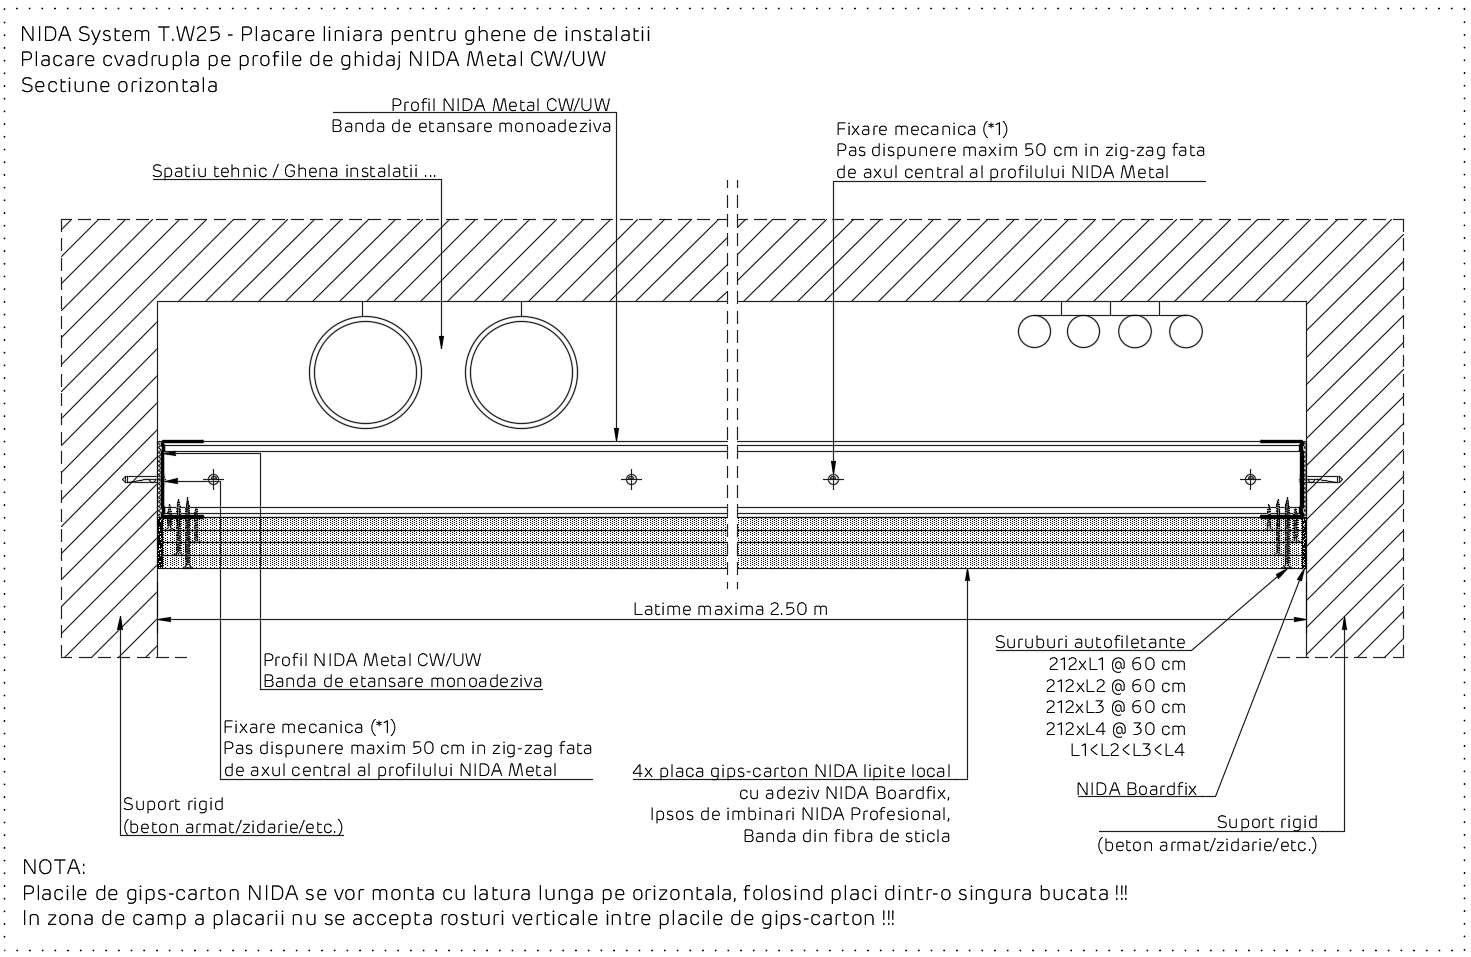 NIDA System T.W25 - Placare liniara pentru ghene de instalatii
Placare cvadrupla pe profile de ghidaj NIDA Metal CW/UW
Sectiune orizontala
Profil NIDA Metal CW/UW
Banda de etansare monoadeziva
Fixare mecanica (*1)
Pas dispunere maxim 50 cm in zig-zag fata
de axul central al profilului NIDA Metal
Spatiu tehnic / Ghena instalatii ...
Latime maxima 2.50 m
Profil NIDA Metal CW/UW
Banda de etansare monoadeziva
Fixare mecanica (*1)
Pas dispunere maxim 50 cm in zig-zag fata
de axul central al profilului NIDA Metal
Suport rigid
(beton armat/zidarie/etc.)
4x placa gips-carton NIDA lipite local
cu adeziv NIDA Boardfix,
Ipsos de imbinari NIDA Profesional,
Banda din fibra de sticla
Suruburi autofiletante
212xL1 @ 60 cm
212xL2 @ 60 cm
212xL3 @ 60 cm
212xL4 @ 30 cm
L1<L2<L3<L4
NIDA Boardfix
Suport rigid
(beton armat/zidarie/etc.)
NOTA:
Placile de gips-carton NIDA se vor monta cu latura lunga pe orizontala, folosind placi dintr-o singura bucata !!!
In zona de camp a placarii nu se accepta rosturi verticale intre placile de gips-carton !!!